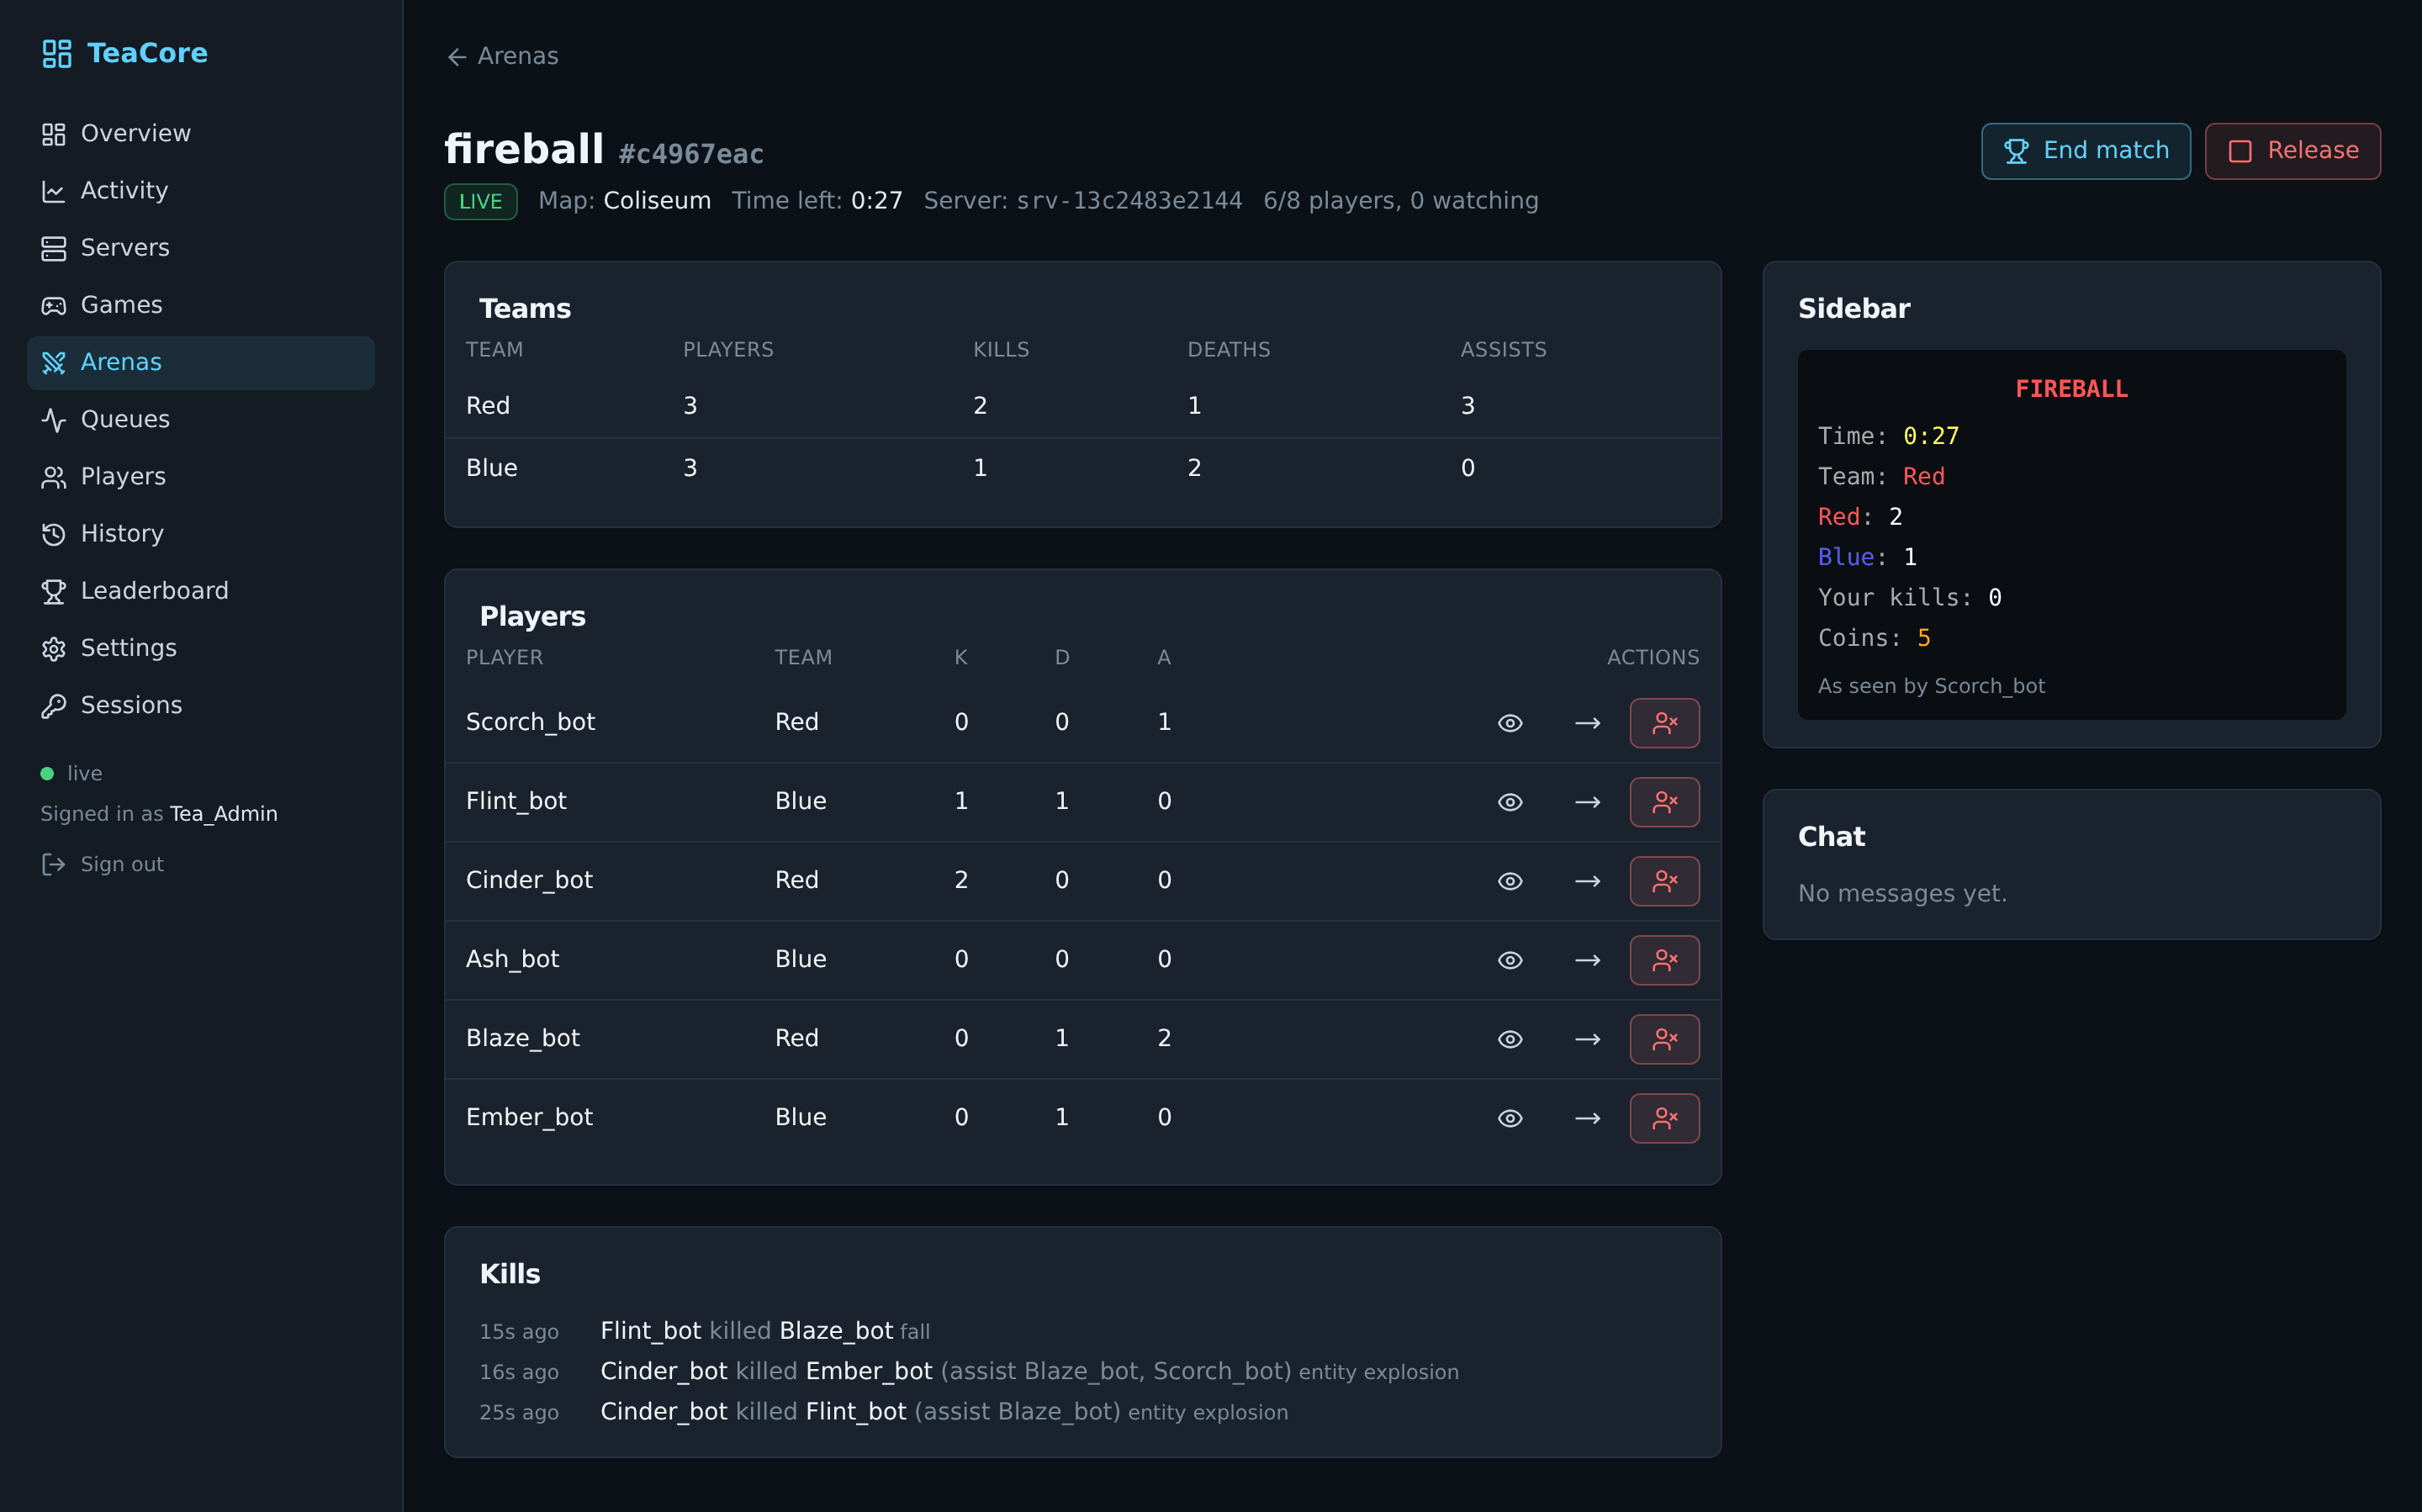 TeaCore
Overview
Activity
Servers
Games
Arenas
Queues
Players
History
Leaderboard
Settings
Sessions
live
Signed in as Tea_Admin
Sign out
Arenas
fireball #c4967eac
End match
Release
LIVE Map: Coliseum Time left: 0:27 Server: srv-13c2483e2144 6/8 players, 0 watching
Teams
TEAM PLAYERS KILLS DEATHS ASSISTS
Red 3 2 1 3
Blue 3 1 2 0
Players
PLAYER TEAM K D A ACTIONS
Scorch_bot Red 0 0 1
Flint_bot Blue 1 1 0
Cinder_bot Red 2 0 0
Ash_bot Blue 0 0 0
Blaze_bot Red 0 1 2
Ember_bot Blue 0 1 0
Kills
15s ago Flint_bot killed Blaze_bot fall
16s ago Cinder_bot killed Ember_bot (assist Blaze_bot, Scorch_bot) entity explosion
25s ago Cinder_bot killed Flint_bot (assist Blaze_bot) entity explosion
Sidebar
FIREBALL
Time: 0:27
Team: Red
Red: 2
Blue: 1
Your kills: 0
Coins: 5
As seen by Scorch_bot
Chat
No messages yet.